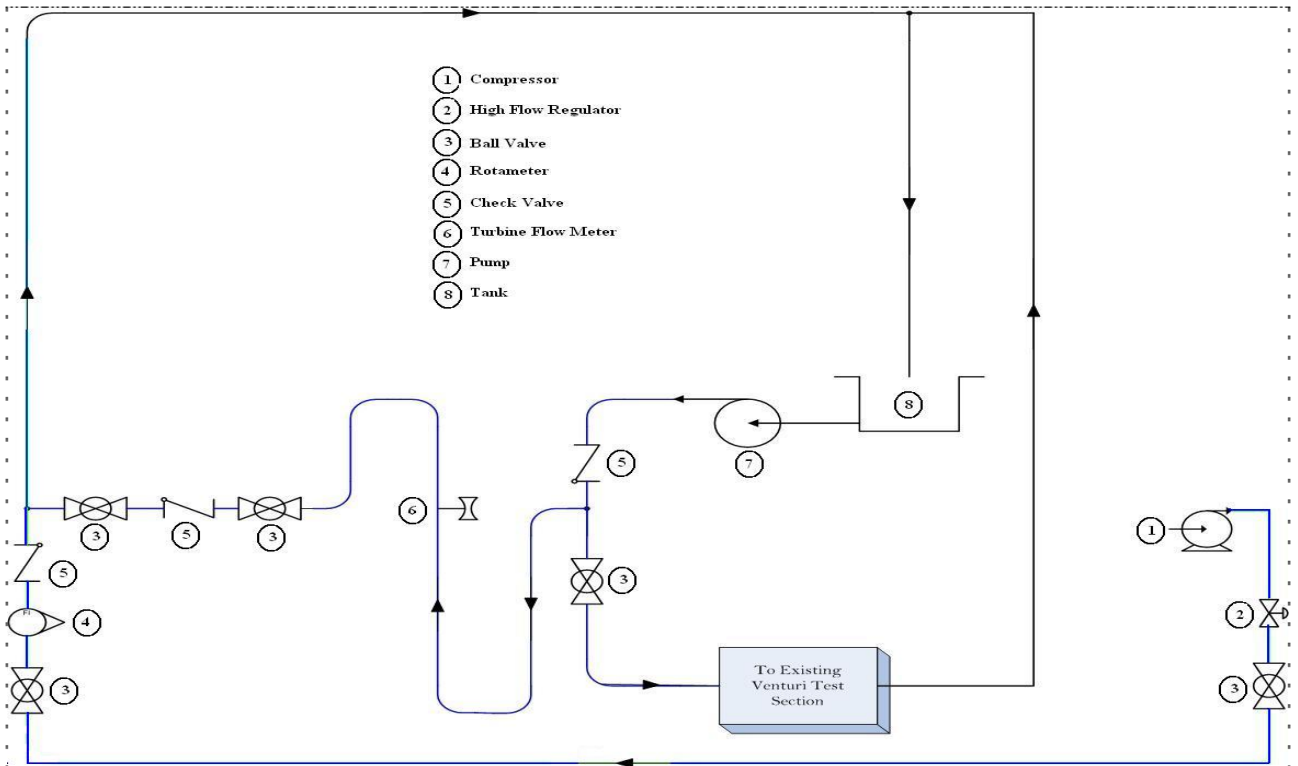 1 Compressor
2 High Flow Regulator
3 Ball Valve
4 Rotameter
5 Check Valve
6 Turbine Flow Meter
7 Pump
8 Tank
8
5
7
6
3
5
3
1
5
3
2
4
3
3
To Existing
Venturi Test
Section